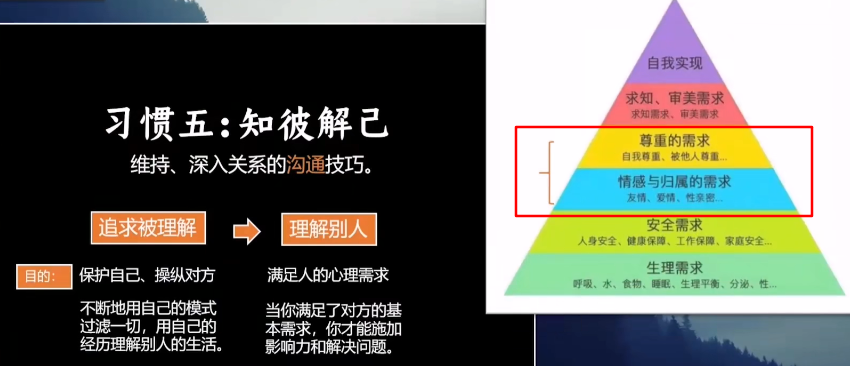 习惯五:知彼解己
维持、深入关系的沟通技巧。
追求被理解
理解别人
目的：
保护自己、操纵对方
满足人的心理需求
不断地用自己的模式
过滤一切，用自己的
经历理解别人的生活。
当你满足了对方的基
本需求，你才能施加
影响力和解决问题。
自我实现
求知、审美需求
求知需求、审美需求
尊重的需求
自我尊重、被他人尊重...
情感与归属的需求
友情、爱情、性亲密...
安全需求
人身安全、健康保障、工作保障、家庭安全...
生理需求
呼吸、水、食物、睡眠、生理平衡、分泌、性...